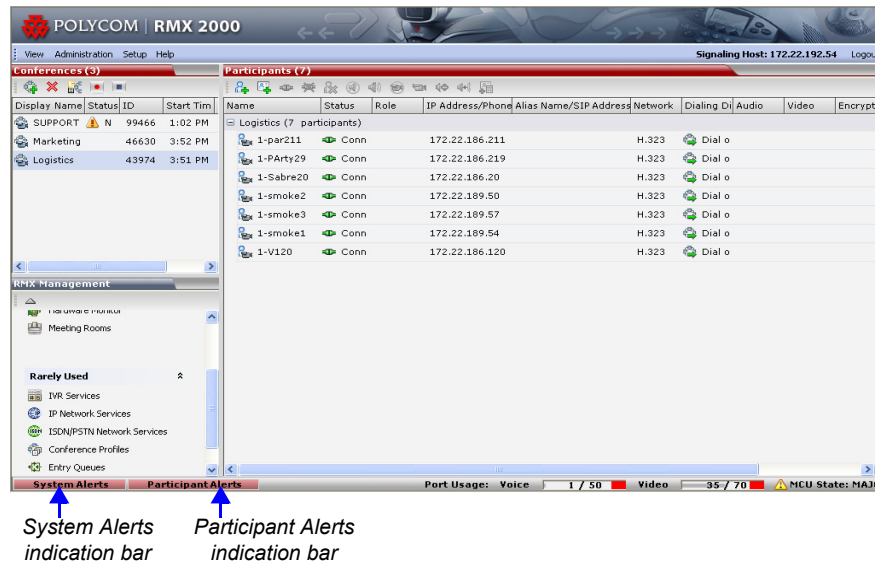 POLYCOM | RMX 2000
View Administration Setup Help
Signaling Host: 172.22.192.54 Logou
Conferences (3)
Participants (7)
Display Name Status ID Start Tim
Name Status Role IP Address/Phone Alias Name/SIP Address Network Dialing Di Audio Video Encrypt
SUPPORT N 99466 1:02 PM
Marketing 46630 3:52 PM
Logistics 43974 3:51 PM
Logistics (7 participants)
1-par211 Conn 172.22.186.211 H.323 Dial o
1-PArty29 Conn 172.22.186.219 H.323 Dial o
1-Sabre20 Conn 172.22.186.20 H.323 Dial o
1-smoke2 Conn 172.22.189.50 H.323 Dial o
1-smoke3 Conn 172.22.189.57 H.323 Dial o
1-smoke1 Conn 172.22.189.54 H.323 Dial o
1-V120 Conn 172.22.186.120 H.323 Dial o
RMX Management
Hardware Monitor
Meeting Rooms
Rarely Used
IVR Services
IP Network Services
ISDN/PSTN Network Services
Conference Profiles
Entry Queues
System Alerts Participant Alerts
Port Usage: Voice 1 / 50 Video 35 / 70 MCU State: MAJO
System Alerts
indication bar
Participant Alerts
indication bar